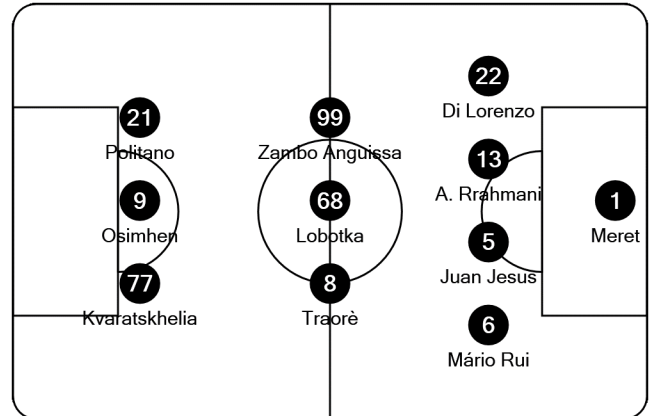 21
Politano
9
Osimhen
77
Kvaratskhelia
99
Zambo Anguissa
68
Lobotka
8
Traorè
22
Di Lorenzo
13
A. Rrahmani
5
Juan Jesus
6
Mário Rui
1
Meret